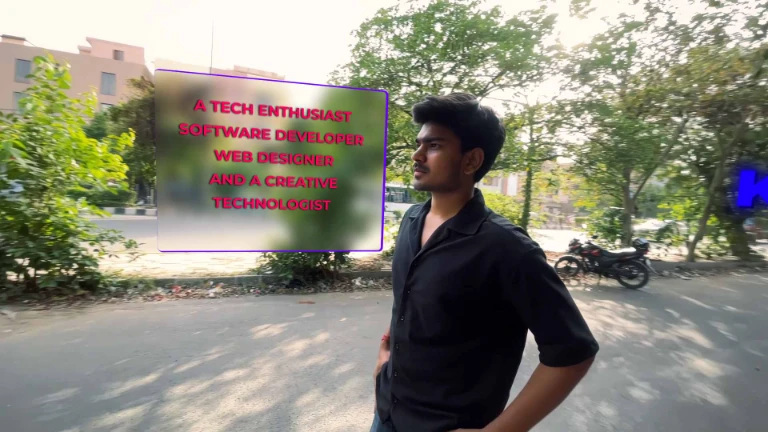 A TECH ENTHUSIAST
SOFTWARE DEVELOPER
WEB DESIGNER
AND A CREATIVE
TECHNOLOGIST